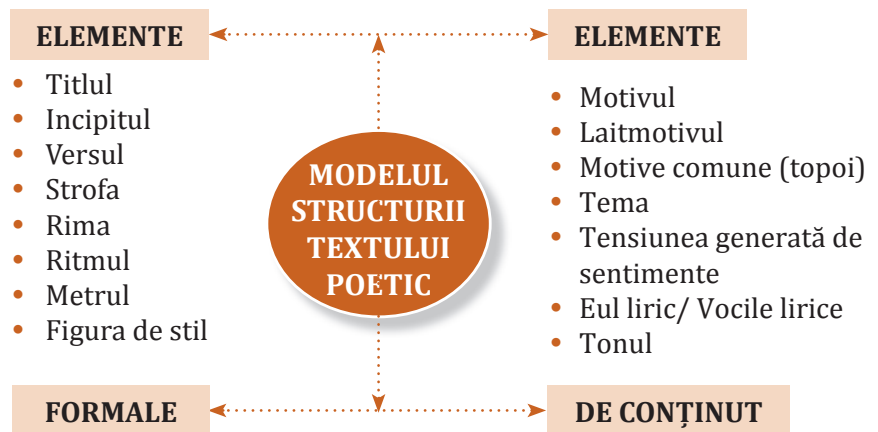 ELEMENTE
• Titlul
• Incipitul
• Versul
• Strofa
• Rima
• Ritmul
• Metrul
• Figura de stil
FORMALE
MODELUL
STRUCTURII
TEXTULUI
POETIC
ELEMENTE
• Motivul
• Laitmotivul
• Motive comune (topoi)
• Tema
• Tensiunea generată de
sentimente
• Eul liric/ Vocile lirice
• Tonul
DE CONȚINUT